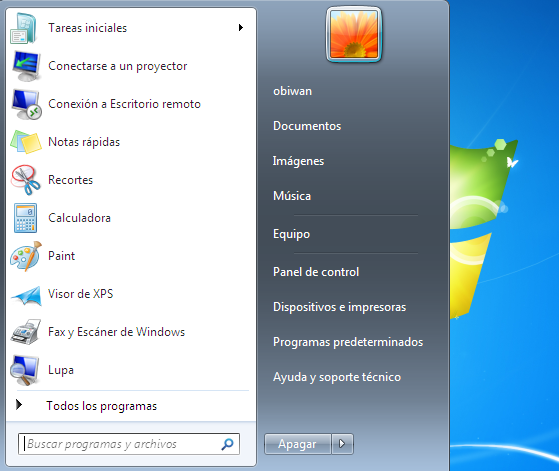 Tareas iniciales
Conectarse a un proyector
Conexión a Escritorio remoto
Notas rápidas
Recortes
Calculadora
Paint
Visor de XPS
Fax y Escáner de Windows
Lupa
Todos los programas
Buscar programas y archivos
obiwan
Documentos
Imágenes
Música
Equipo
Panel de control
Dispositivos e impresoras
Programas predeterminados
Ayuda y soporte técnico
Apagar